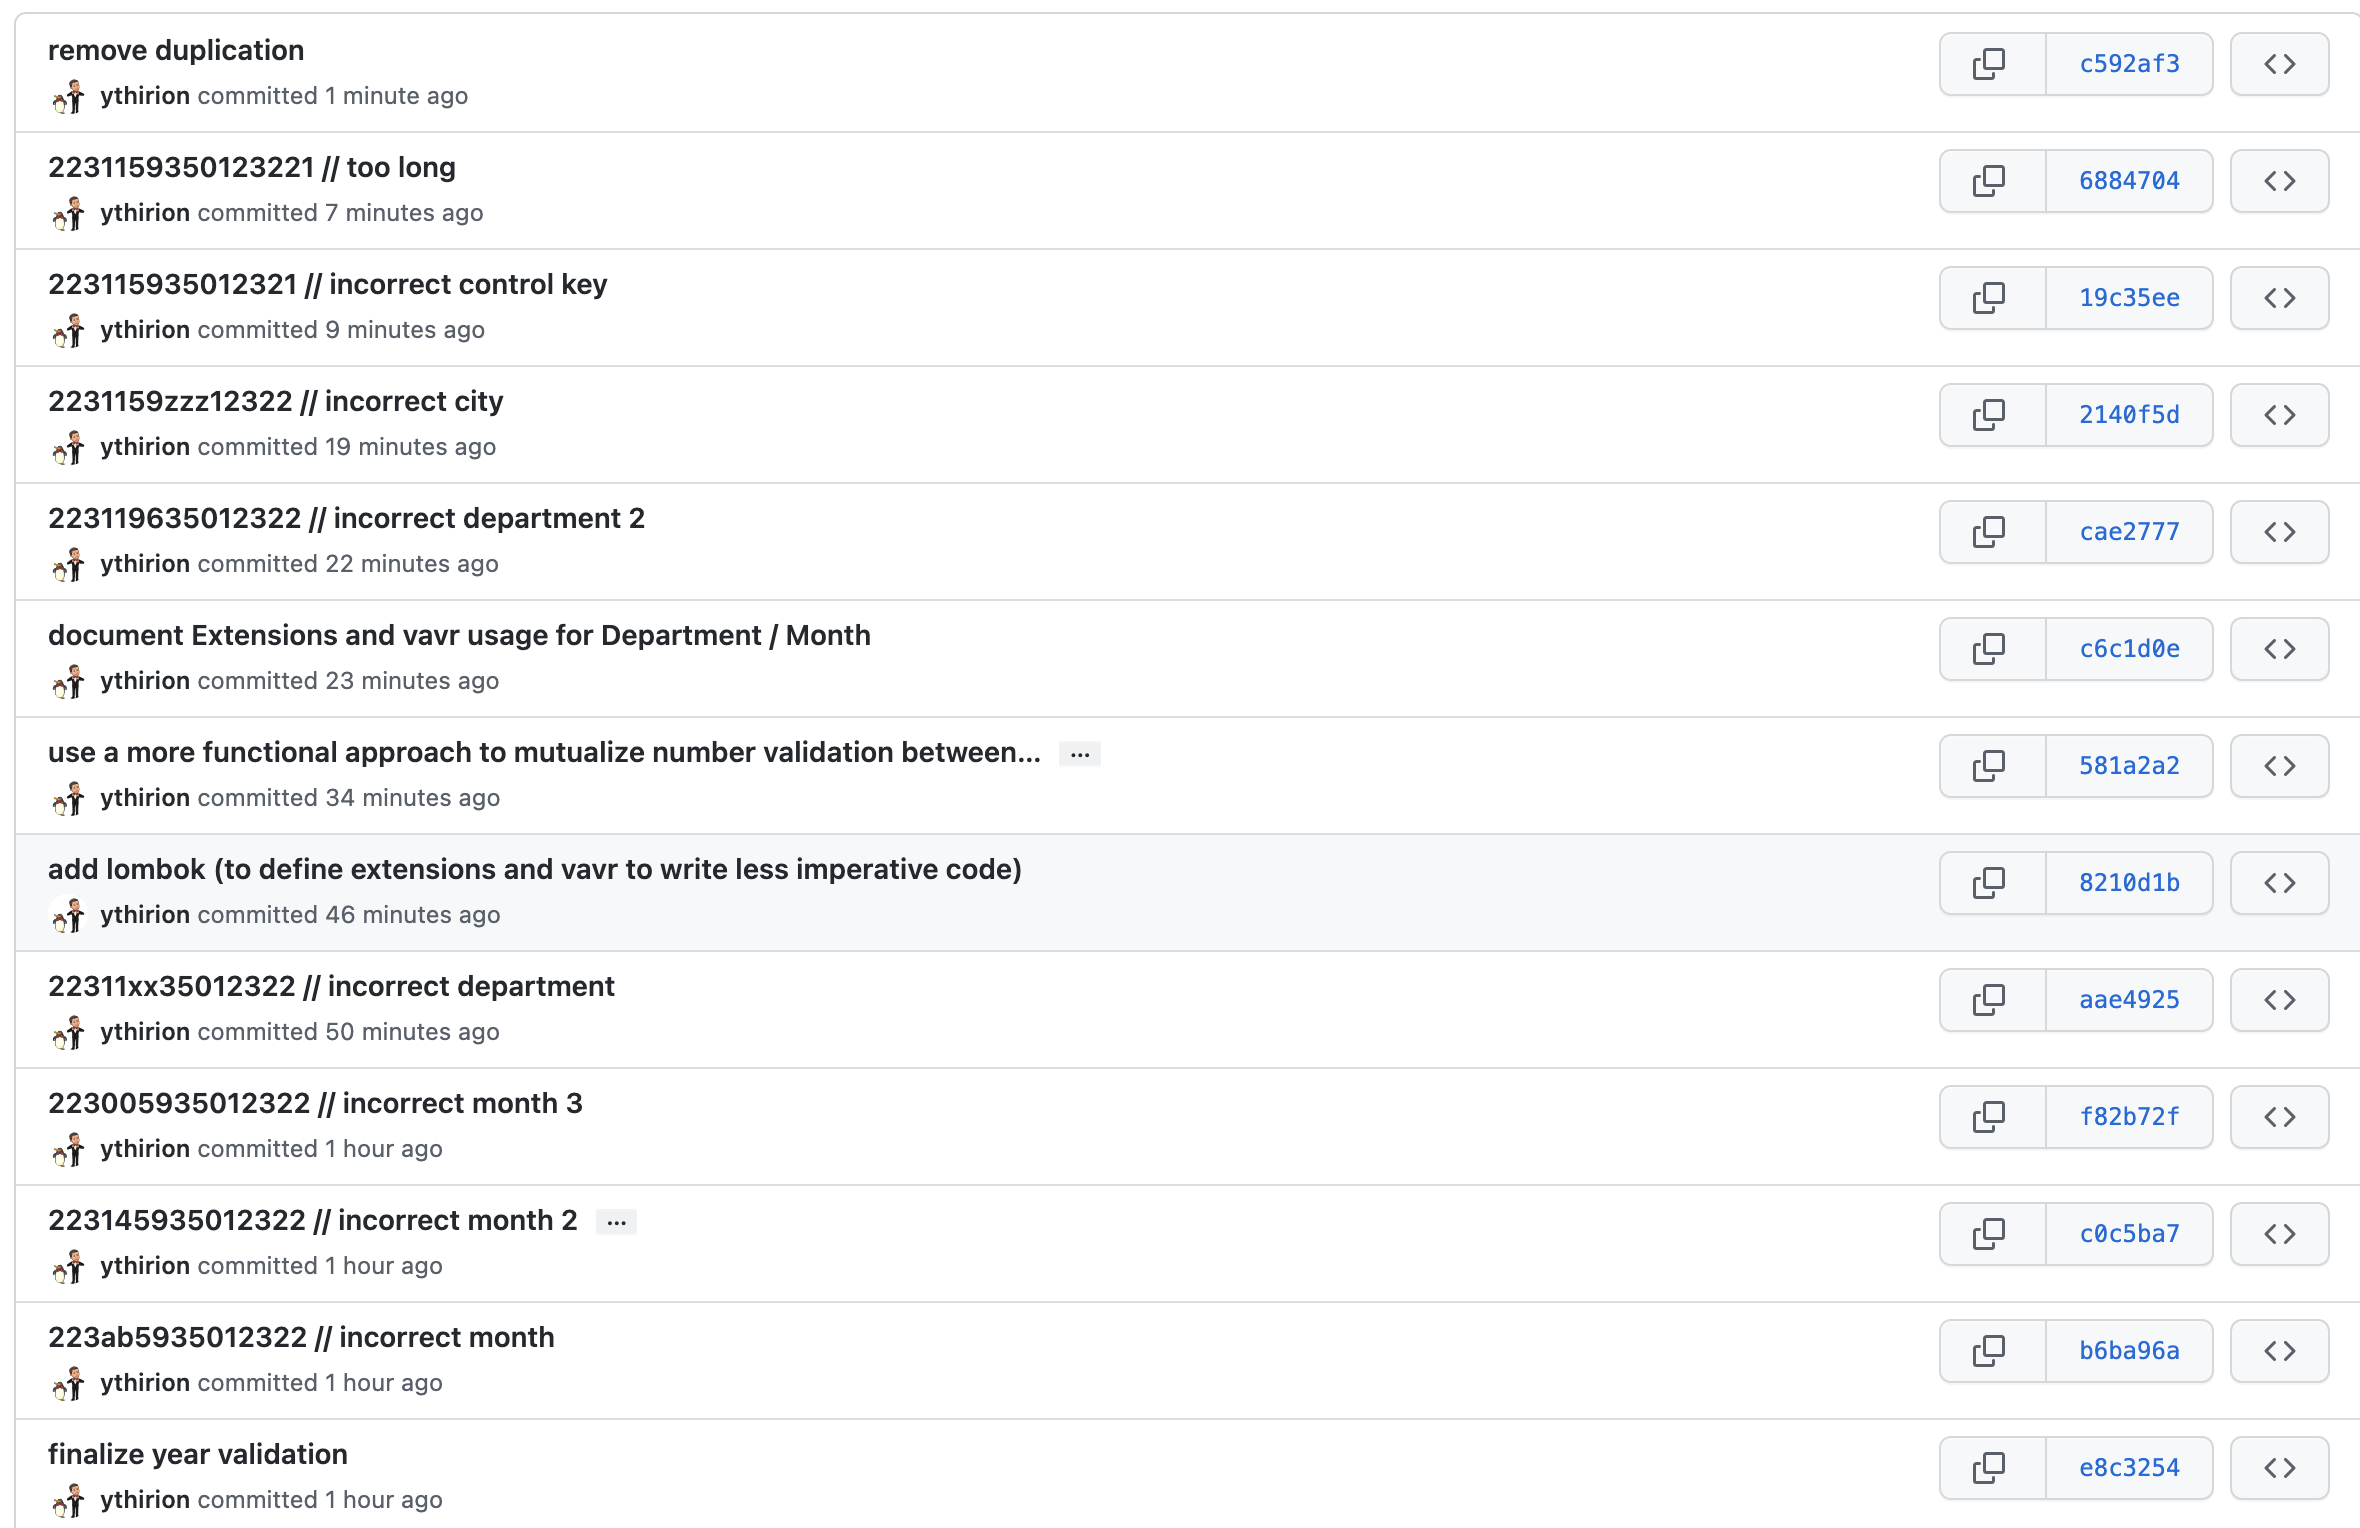 remove duplication
ythirion committed 1 minute ago
c592af3
2231159350123221 // too long
ythirion committed 7 minutes ago
6884704
223115935012321 // incorrect control key
ythirion committed 9 minutes ago
19c35ee
2231159zzz12322 // incorrect city
ythirion committed 19 minutes ago
2140f5d
223119635012322 // incorrect department 2
ythirion committed 22 minutes ago
cae2777
document Extensions and vavr usage for Department / Month
ythirion committed 23 minutes ago
c6c1d0e
use a more functional approach to mutualize number validation between... ...
ythirion committed 34 minutes ago
581a2a2
add lombok (to define extensions and vavr to write less imperative code)
ythirion committed 46 minutes ago
8210d1b
22311xx35012322 // incorrect department
ythirion committed 50 minutes ago
aae4925
223005935012322 // incorrect month 3
ythirion committed 1 hour ago
f82b72f
223145935012322 // incorrect month 2 ...
ythirion committed 1 hour ago
c0c5ba7
223ab5935012322 // incorrect month
ythirion committed 1 hour ago
b6ba96a
finalize year validation
ythirion committed 1 hour ago
e8c3254